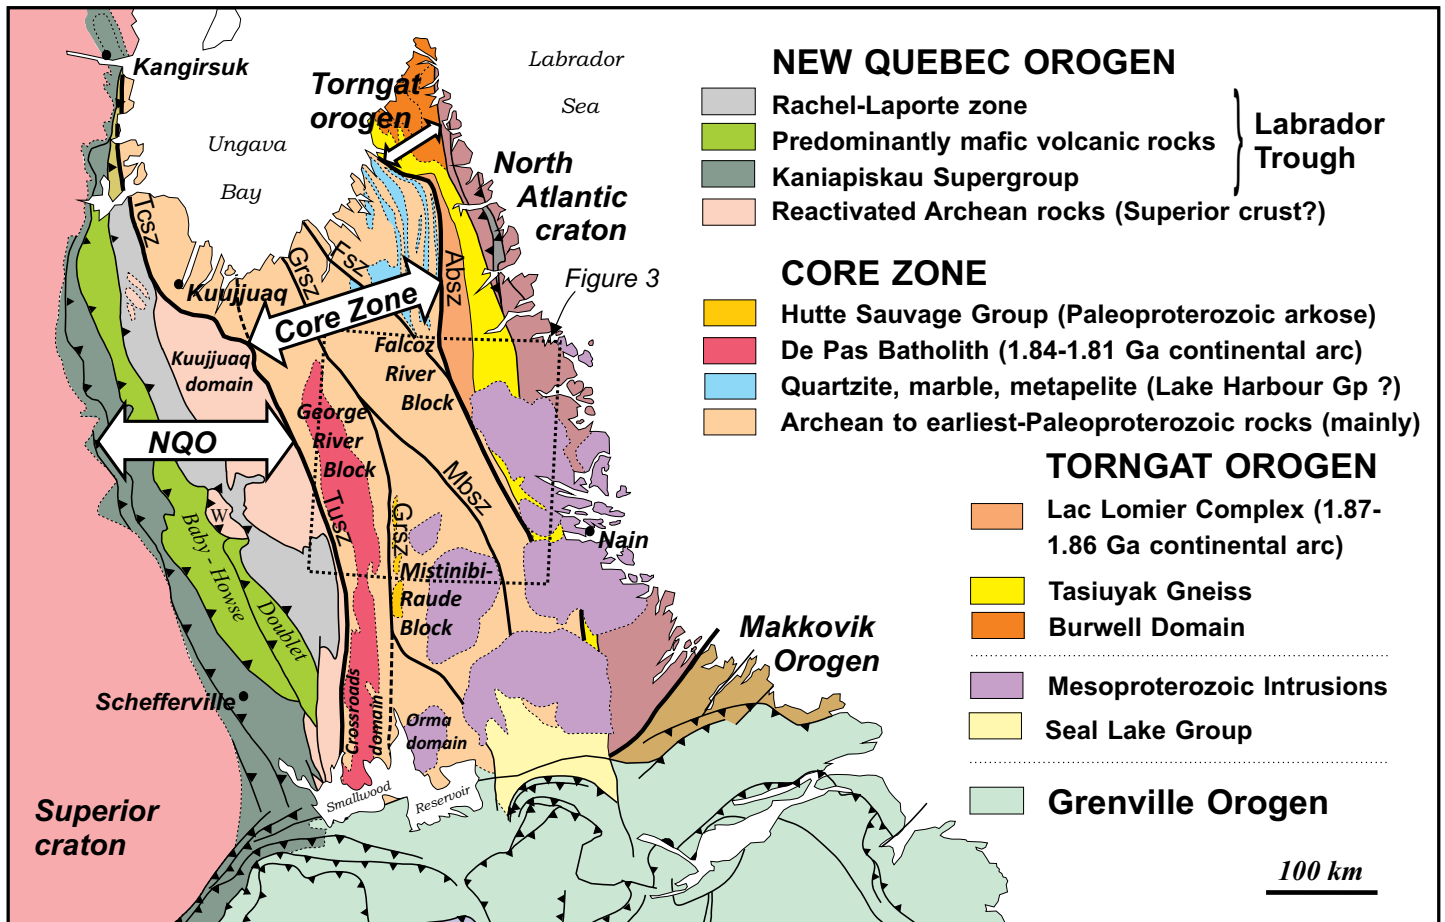 Kangirsuk
Torngat
orogen
Labrador
Sea
Ungava
Bay
North
Atlantic
craton
Figure 3
Tcsz
Grsz
Fsz
Absz
Kuujjuaq
Core Zone
Kuujjuaq
domain
Falcoz
River
Block
George
River
Block
NQO
Mbsz
Tusz
Grsz
W
Nain
Baby - Howse
Doublet
Mistinibi-
Raude
Block
Makkovik
Orogen
Schefferville
Crossroads
domain
Orma
domain
Smallwood
Reservoir
Superior
craton
NEW QUEBEC OROGEN
Rachel-Laporte zone
Predominantly mafic volcanic rocks
Kaniapiskau Supergroup
Labrador
Trough
Reactivated Archean rocks (Superior crust?)
CORE ZONE
Hutte Sauvage Group (Paleoproterozoic arkose)
De Pas Batholith (1.84-1.81 Ga continental arc)
Quartzite, marble, metapelite (Lake Harbour Gp ?)
Archean to earliest-Paleoproterozoic rocks (mainly)
TORNGAT OROGEN
Lac Lomier Complex (1.87-
1.86 Ga continental arc)
Tasiuyak Gneiss
Burwell Domain
Mesoproterozoic Intrusions
Seal Lake Group
Grenville Orogen
100 km